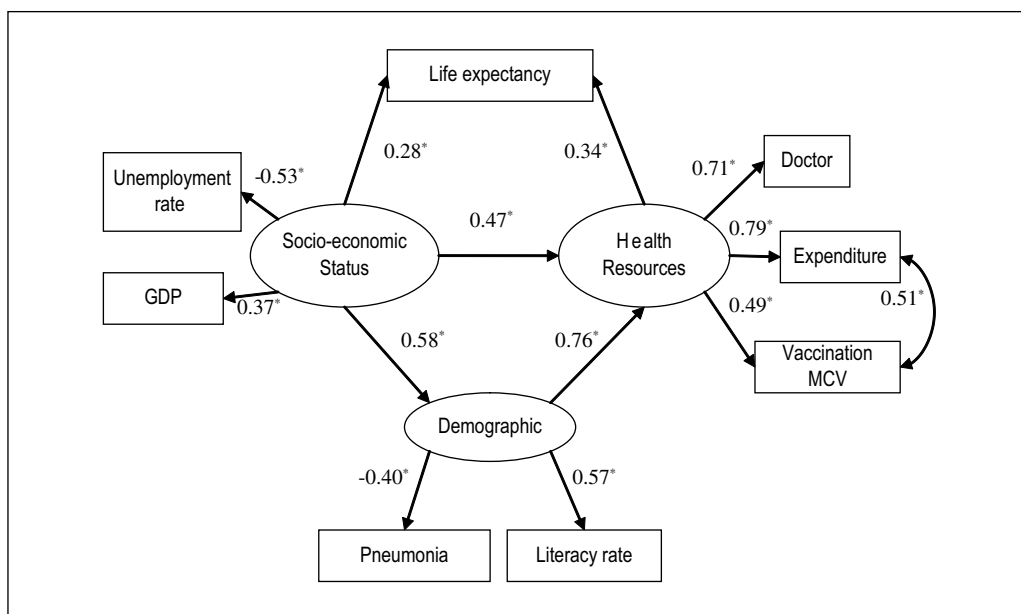 Life expectancy
0.28*
0.34*
Unemployment
rate
-0.53*
0.71*
Doctor
Socio-economic
Status
0.47*
Health
Resources
0.79*
Expenditure
GDP
0.37*
0.49*
0.51*
0.58*
0.76*
Vaccination
MCV
Demographic
-0.40*
0.57*
Pneumonia
Literacy rate